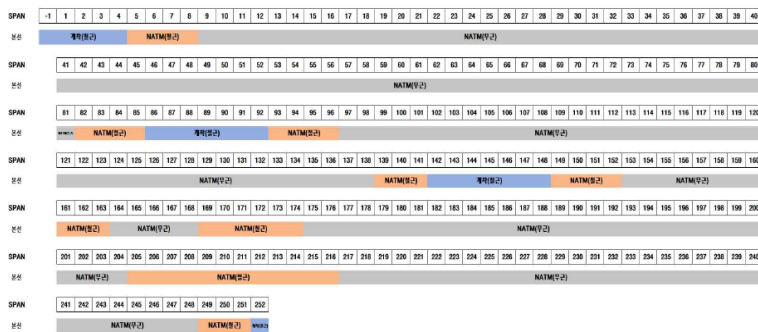 SPAN -1 1 2 3 4 5 6 7 8 9 10 11 12 13 14 15 16 17 18 19 20 21 22 23 24 25 26 27 28 29 30 31 32 33 34 35 36 37 38 39 40
본선 개착(철근) NATM(철근) NATM(무근)
SPAN 41 42 43 44 45 46 47 48 49 50 51 52 53 54 55 56 57 58 59 60 61 62 63 64 65 66 67 68 69 70 71 72 73 74 75 76 77 78 79 80
본선 NATM(무근)
SPAN 81 82 83 84 85 86 87 88 89 90 91 92 93 94 95 96 97 98 99 100 101 102 103 104 105 106 107 108 109 110 111 112 113 114 115 116 117 118 119 120
본선 NATM(철근) 개착(철근) NATM(철근) NATM(무근)
SPAN 121 122 123 124 125 126 127 128 129 130 131 132 133 134 135 136 137 138 139 140 141 142 143 144 145 146 147 148 149 150 151 152 153 154 155 156 157 158 159 160
본선 NATM(무근) NATM(철근) 개착(철근) NATM(철근) NATM(무근)
SPAN 161 162 163 164 165 166 167 168 169 170 171 172 173 174 175 176 177 178 179 180 181 182 183 184 185 186 187 188 189 190 191 192 193 194 195 196 197 198 199 200
본선 NATM(철근) NATM(무근) NATM(철근) NATM(무근)
SPAN 201 202 203 204 205 206 207 208 209 210 211 212 213 214 215 216 217 218 219 220 221 222 223 224 225 226 227 228 229 230 231 232 233 234 235 236 237 238 239 240
본선 NATM(무근) NATM(철근) NATM(무근)
SPAN 241 242 243 244 245 246 247 248 249 250 251 252
본선 NATM(무근) NATM(철근)